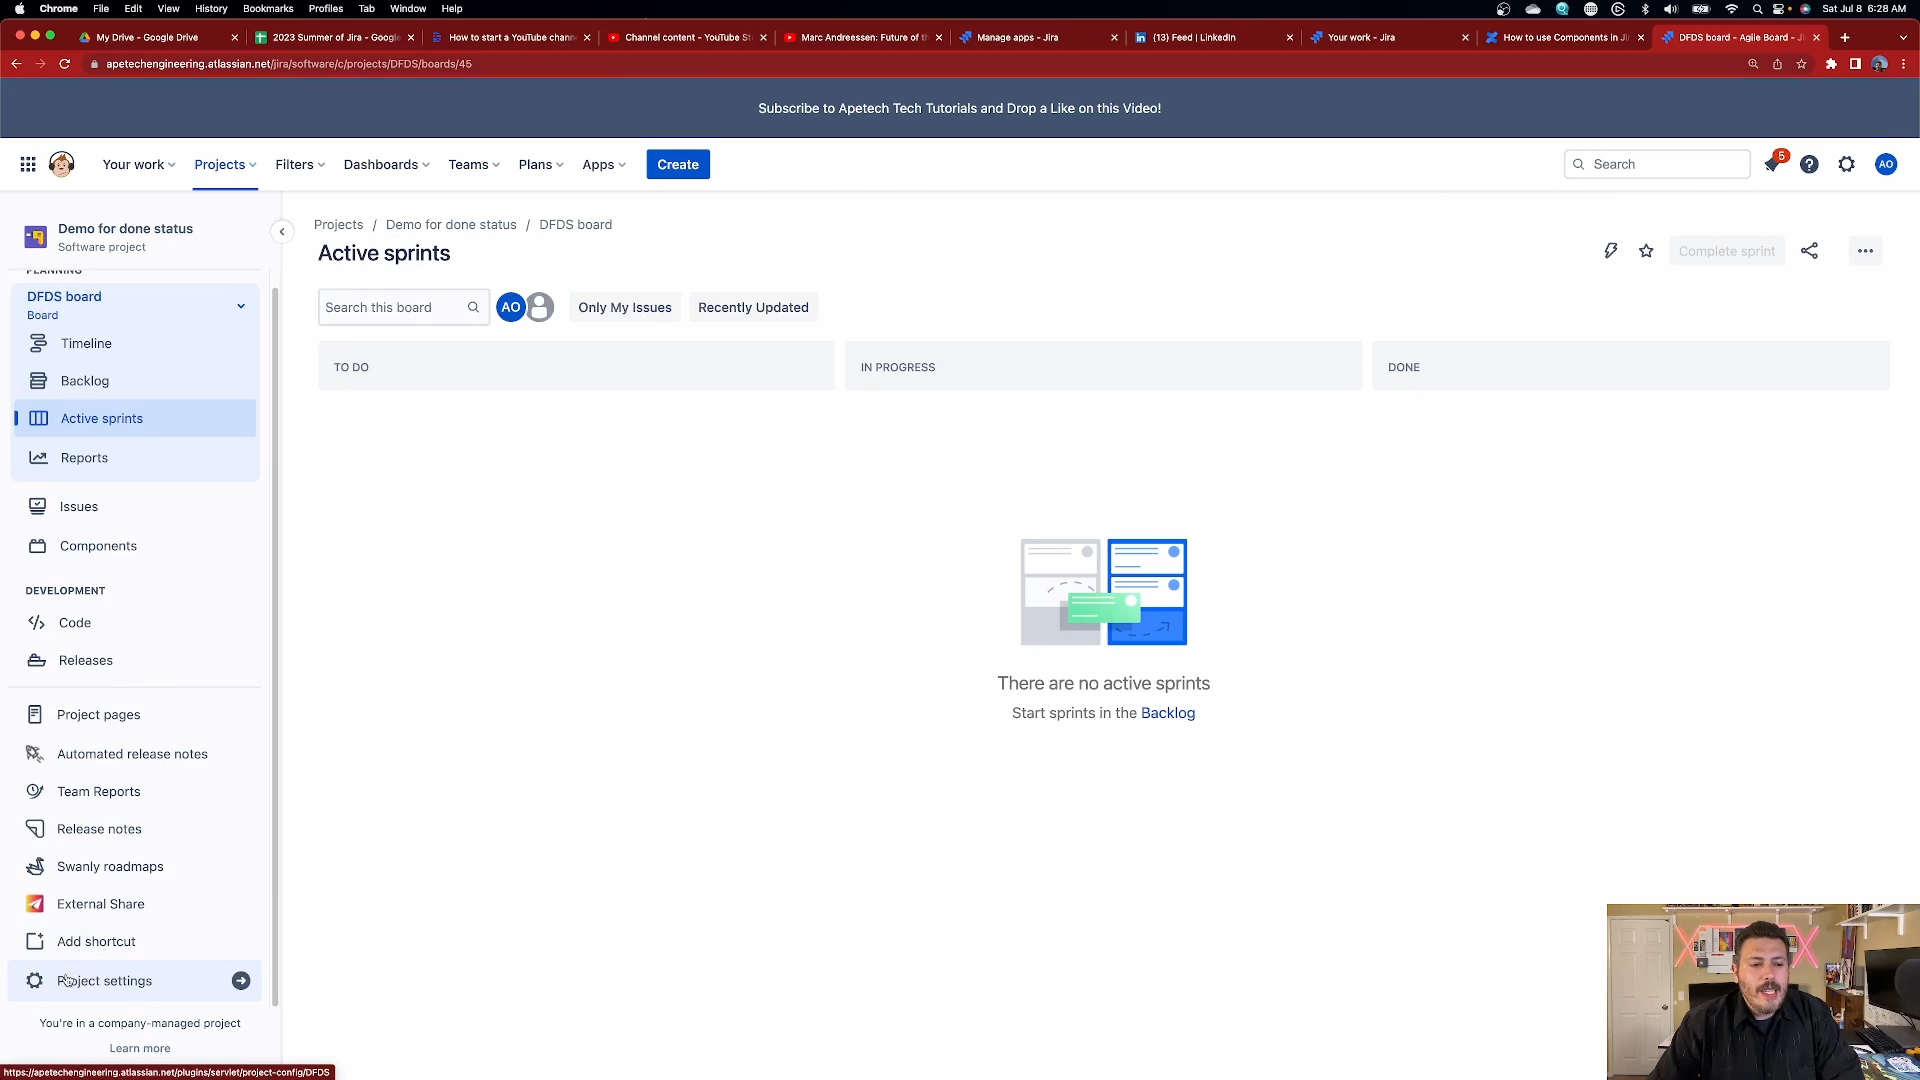 Chrome File Edit View History Bookmarks Profiles Tab Window Help
Sat Jul 8 6:28 AM
My Drive - Google Drive
2023 Summer of Jira - Google
How to start a YouTube chann
Channel content - YouTube St
Marc Andreessen: Future of th
Manage apps - Jira
(13) Feed | LinkedIn
Your work - Jira
How to use Components in Jir
DFDS board - Agile Board - Ji
apetechengineering.atlassian.net/jira/software/c/projects/DFDS/boards/45
Subscribe to Apetech Tech Tutorials and Drop a Like on this Video!
Your work Projects Filters Dashboards Teams Plans Apps Create
Search
5
AO
Demo for done status
Software project
PLANNING
DFDS board
Board
Timeline
Backlog
Active sprints
Reports
Issues
Components
DEVELOPMENT
Code
Releases
Project pages
Automated release notes
Team Reports
Release notes
Swanly roadmaps
External Share
Add shortcut
Project settings
You're in a company-managed project
Learn more
https://apetechengineering.atlassian.net/plugins/servlet/project-config/DFDS
Projects / Demo for done status / DFDS board
Active sprints
Complete sprint
Search this board
AO
Only My Issues
Recently Updated
TO DO
IN PROGRESS
DONE
There are no active sprints
Start sprints in the Backlog